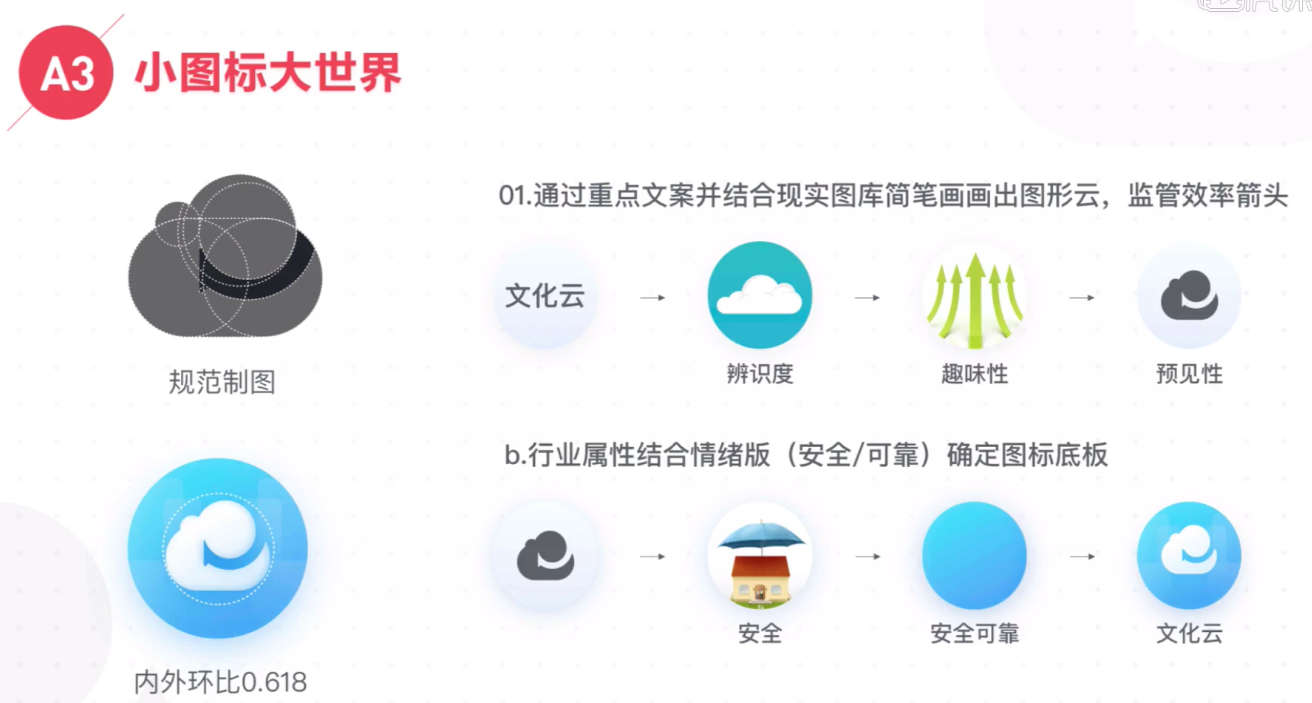 A3 小图标大世界
01.通过重点文案并结合现实图库简笔画画出图形云，监管效率箭头
文化云
辨识度
趣味性
预见性
规范制图
b.行业属性结合情绪版（安全/可靠）确定图标底板
安全
安全可靠
文化云
内外环比0.618